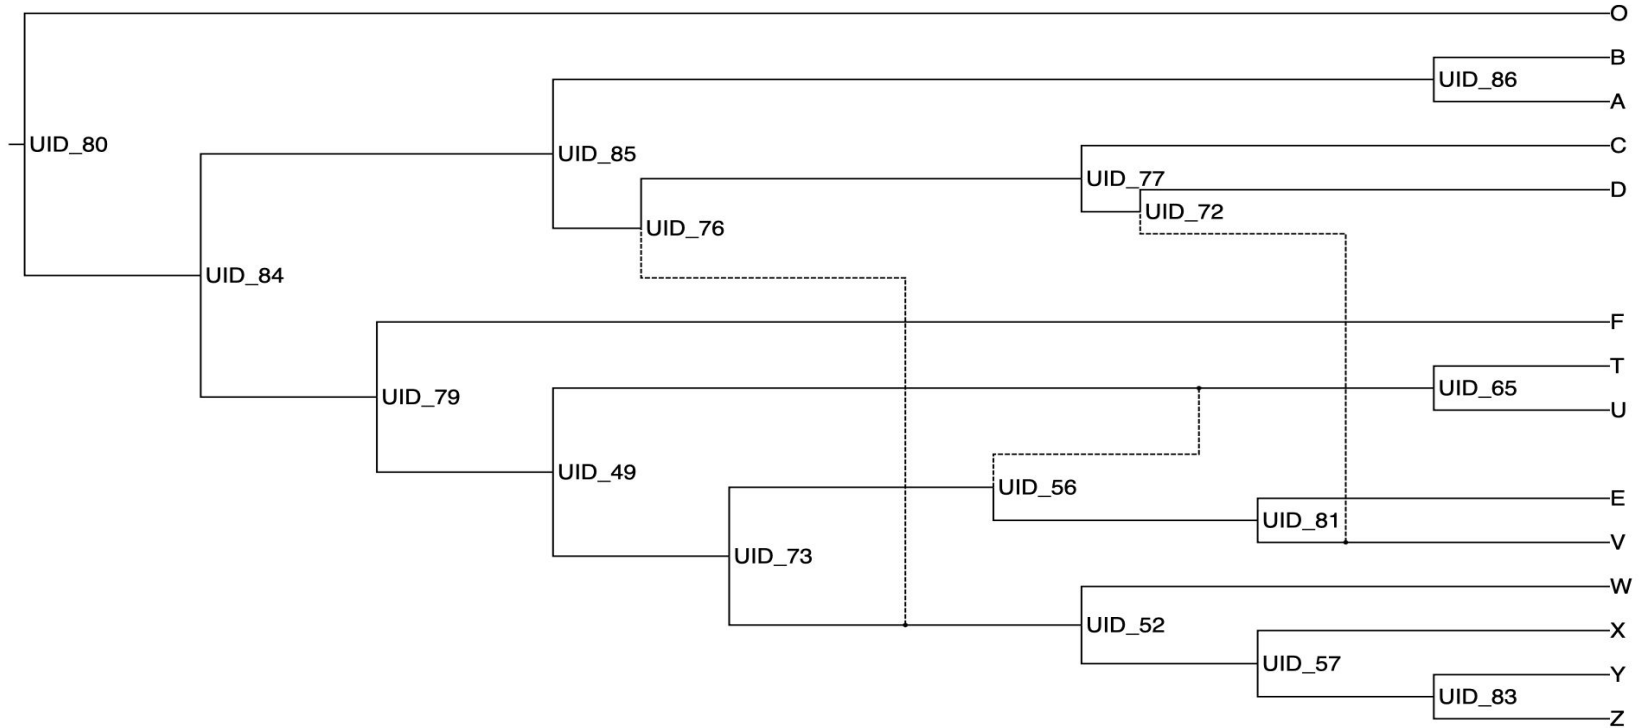 O
B
UID_86
A
UID_80
C
UID_85
UID_77
D
UID_72
UID_76
UID_84
F
T
UID_79
UID_65
U
UID_49
UID_56
E
UID_81
V
UID_73
W
UID_52
X
UID_57
Y
UID_83
Z